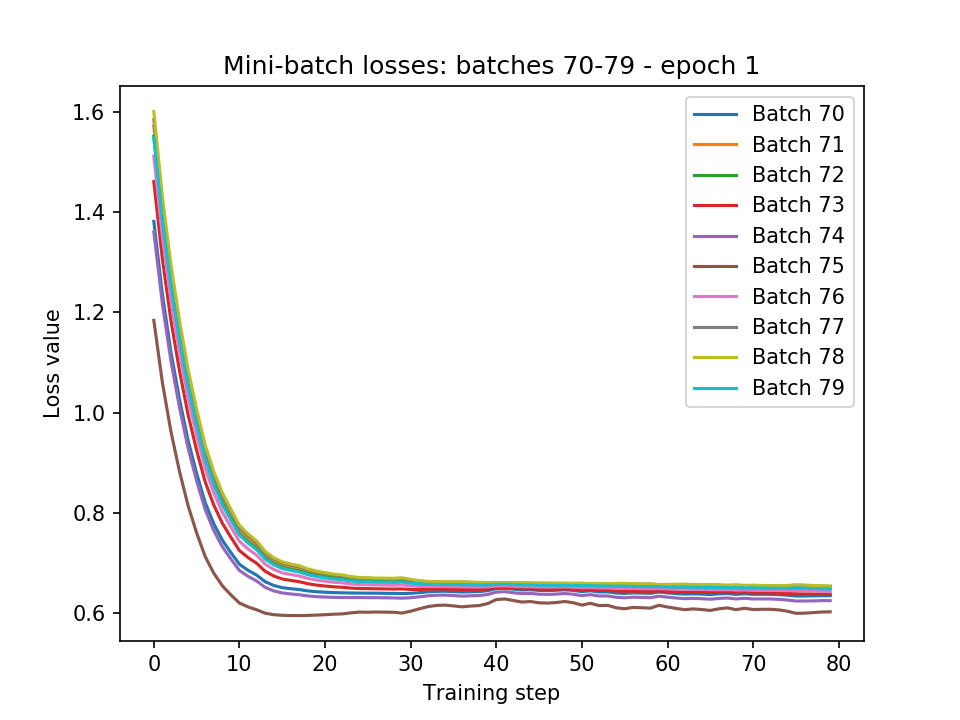 Mini-batch losses: batches 70-79 - epoch 1
Loss value
1.6
1.4
1.2
1.0
0.8
0.6
Batch 70
Batch 71
Batch 72
Batch 73
Batch 74
Batch 75
Batch 76
Batch 77
Batch 78
Batch 79
0 10 20 30 40 50 60 70 80
Training step